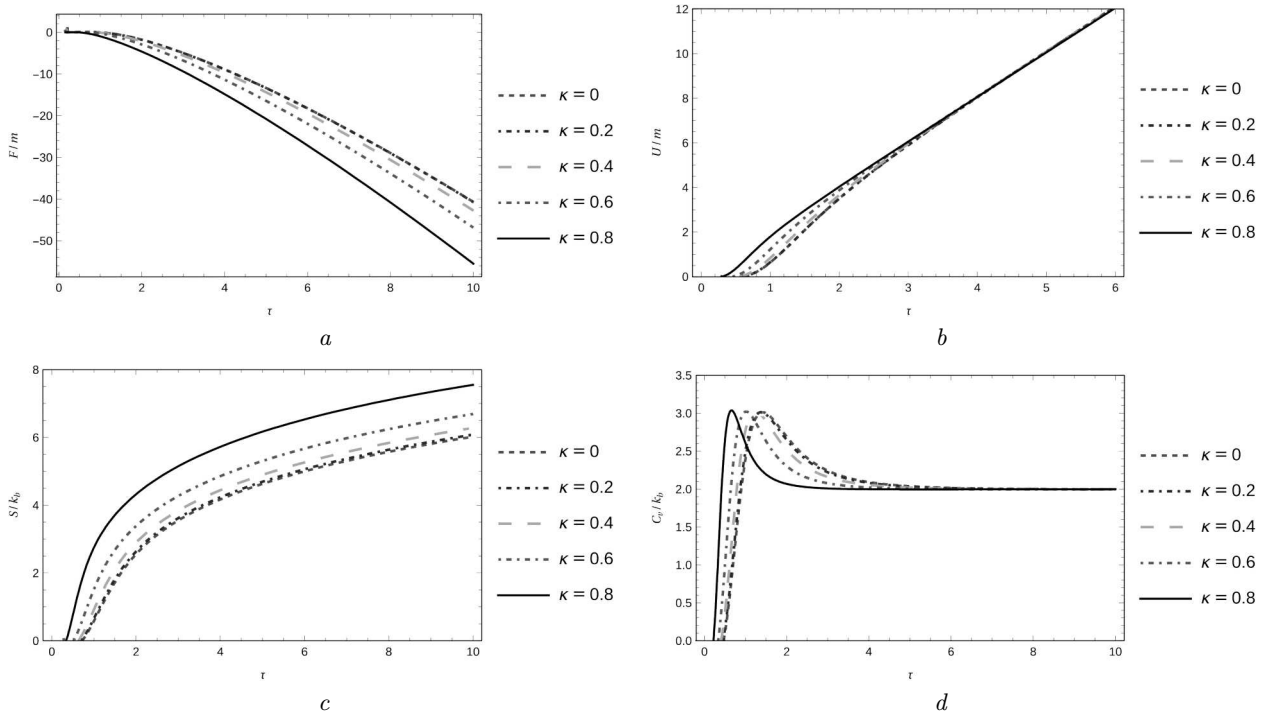 0
−10
−20
−30
−40
−50
F / m
0 2 4 6 8 10
τ
κ = 0
κ = 0.2
κ = 0.4
κ = 0.6
κ = 0.8
a
12
10
8
6
4
2
0
U / m
0 1 2 3 4 5 6
τ
κ = 0
κ = 0.2
κ = 0.4
κ = 0.6
κ = 0.8
b
8
6
4
2
0
S / k_b
0 2 4 6 8 10
τ
κ = 0
κ = 0.2
κ = 0.4
κ = 0.6
κ = 0.8
c
3.5
3.0
2.5
2.0
1.5
1.0
0.5
0.0
C_v / k_b
0 2 4 6 8 10
τ
κ = 0
κ = 0.2
κ = 0.4
κ = 0.6
κ = 0.8
d